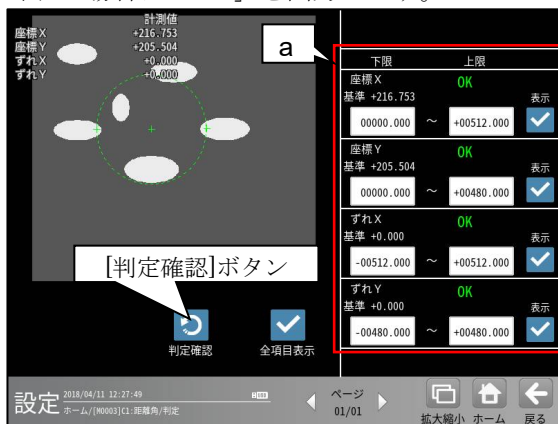 計測値
座標X +216.753
座標Y +205.504
ずれX +0.000
ずれY +0.000
a
下限 上限
座標X OK
基準 +216.753 表示
00000.000 ～ +00512.000
座標Y OK
基準 +205.504 表示
00000.000 ～ +00480.000
ずれX OK
基準 +0.000 表示
-00512.000 ～ +00512.000
ずれY OK
基準 +0.000 表示
-00480.000 ～ +00480.000
[判定確認]ボタン
判定確認 全項目表示
設定 2018/04/11 12:27:49
ホーム/[M0003]C1:距離角/判定
ページ
01/01
拡大縮小 ホーム 戻る